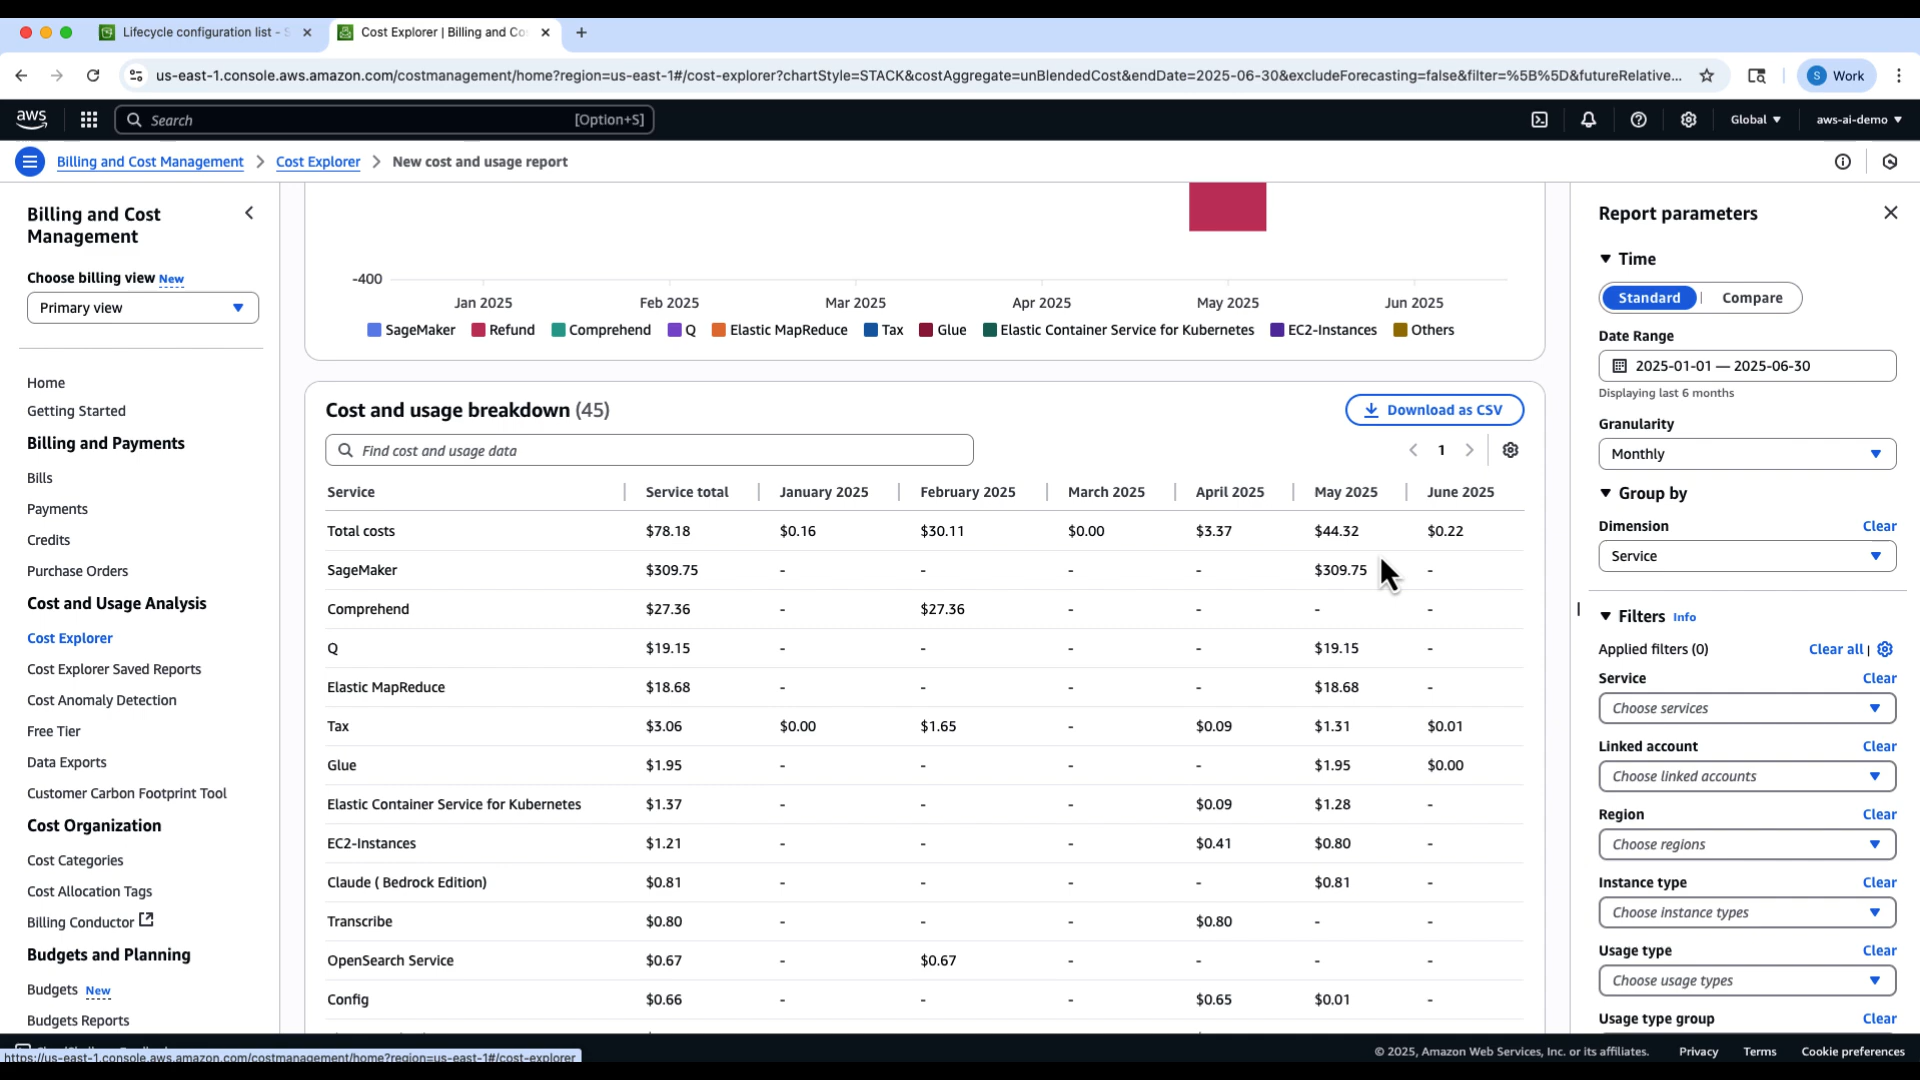 Lifecycle configuration list - S
Cost Explorer | Billing and Co
us-east-1.console.aws.amazon.com/costmanagement/home?region=us-east-1#/cost-explorer?chartStyle=STACK&costAggregate=unBlendedCost&endDate=2025-06-30&excludeForecasting=false&filter=%5B%5D&futureRelative...
S Work
aws
Search [Option+S]
Global
aws-ai-demo
Billing and Cost Management > Cost Explorer > New cost and usage report
Billing and Cost
Management
Choose billing view New
Primary view
Home
Getting Started
Billing and Payments
Bills
Payments
Credits
Purchase Orders
Cost and Usage Analysis
Cost Explorer
Cost Explorer Saved Reports
Cost Anomaly Detection
Free Tier
Data Exports
Customer Carbon Footprint Tool
Cost Organization
Cost Categories
Cost Allocation Tags
Billing Conductor
Budgets and Planning
Budgets New
Budgets Reports
-400
Jan 2025 Feb 2025 Mar 2025 Apr 2025 May 2025 Jun 2025
SageMaker Refund Comprehend Q Elastic MapReduce Tax Glue Elastic Container Service for Kubernetes EC2-Instances Others
Cost and usage breakdown (45)
Download as CSV
Find cost and usage data
1
Service Service total January 2025 February 2025 March 2025 April 2025 May 2025 June 2025
Total costs $78.18 $0.16 $30.11 $0.00 $3.37 $44.32 $0.22
SageMaker $309.75 - - - - $309.75 -
Comprehend $27.36 - $27.36 - - - -
Q $19.15 - - - - $19.15 -
Elastic MapReduce $18.68 - - - - $18.68 -
Tax $3.06 $0.00 $1.65 - $0.09 $1.31 $0.01
Glue $1.95 - - - - $1.95 $0.00
Elastic Container Service for Kubernetes $1.37 - - - $0.09 $1.28 -
EC2-Instances $1.21 - - - $0.41 $0.80 -
Claude ( Bedrock Edition) $0.81 - - - - $0.81 -
Transcribe $0.80 - - - $0.80 - -
OpenSearch Service $0.67 - $0.67 - - - -
Config $0.66 - - - $0.65 $0.01 -
Report parameters
Time
Standard Compare
Date Range
2025-01-01 — 2025-06-30
Displaying last 6 months
Granularity
Monthly
Group by
Dimension Clear
Service
Filters Info
Applied filters (0) Clear all |
Service Clear
Choose services
Linked account Clear
Choose linked accounts
Region Clear
Choose regions
Instance type Clear
Choose instance types
Usage type Clear
Choose usage types
Usage type group Clear
https://us-east-1.console.aws.amazon.com/costmanagement/home?region=us-east-1#/cost-explorer
© 2025, Amazon Web Services, Inc. or its affiliates. Privacy Terms Cookie preferences